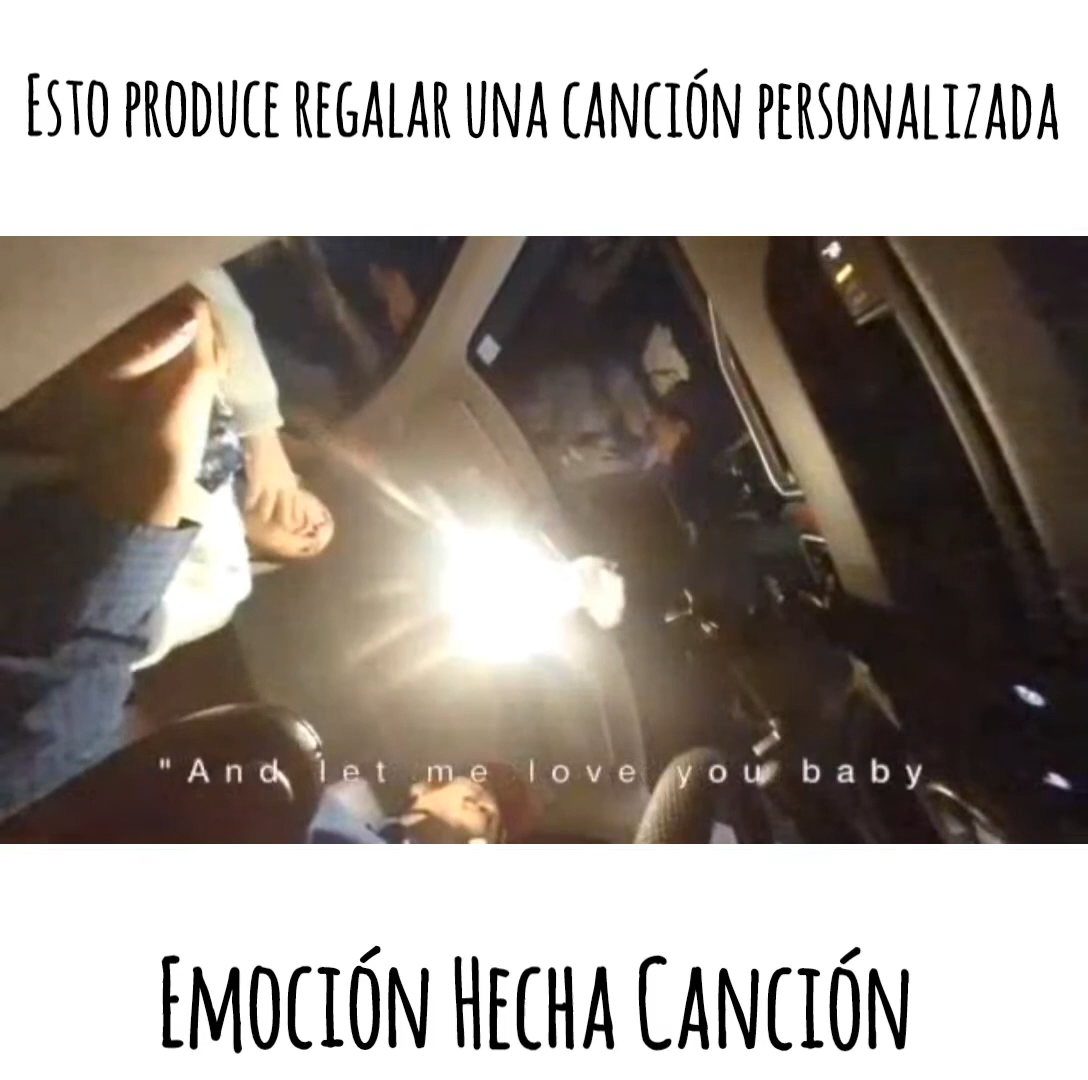 Esto produce regalar una canción personalizada
"And let me love you baby
Emoción Hecha Canción